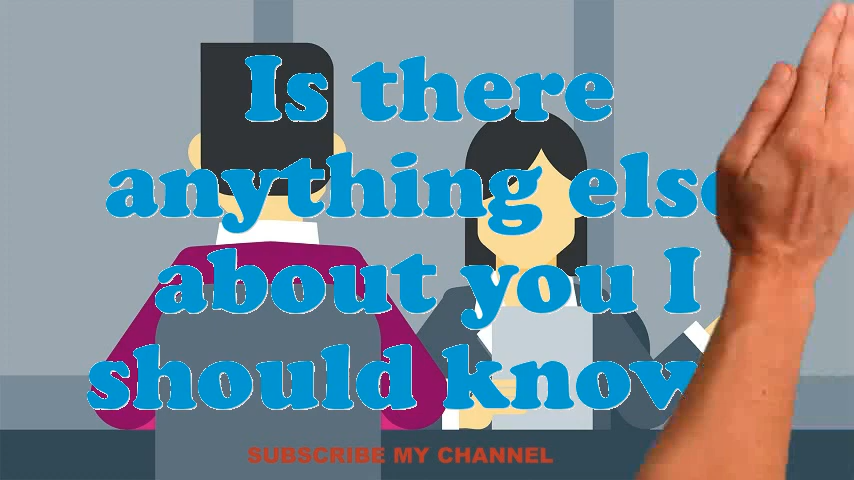 Is there
anything else
about you I
should know
SUBSCRIBE MY CHANNEL